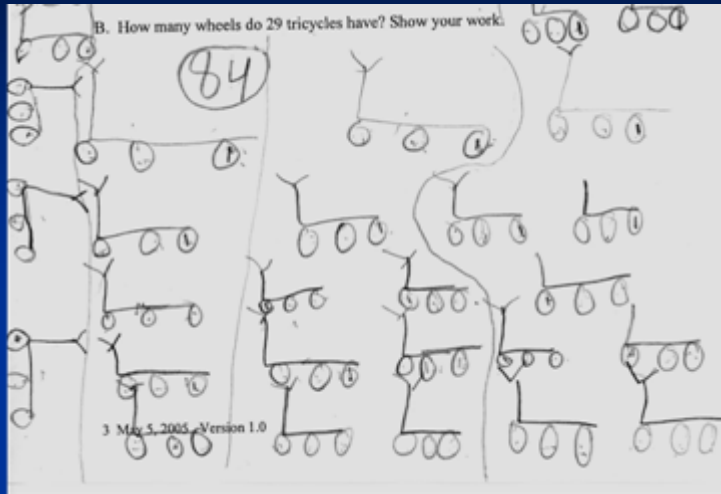 B. How many wheels do 29 tricycles have? Show your work.
84
3 May 5, 2005 Version 1.0